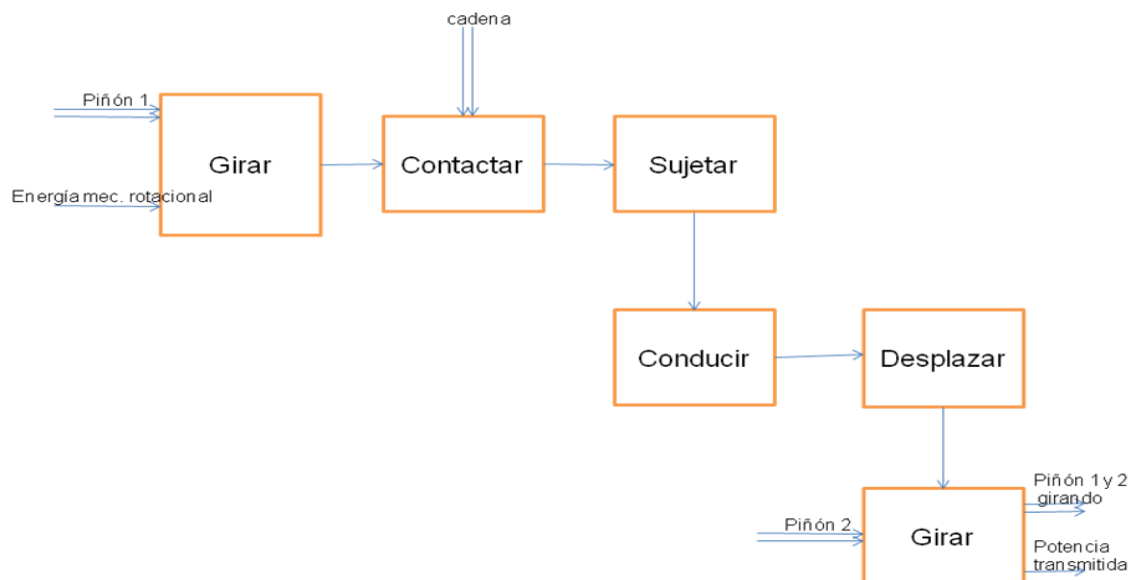 cadena
Piñón 1
Girar
Contactar
Sujetar
Energía mec. rotacional
Conducir
Desplazar
Piñón 1 y 2
girando
Piñón 2
Girar
Potencia
transmitida